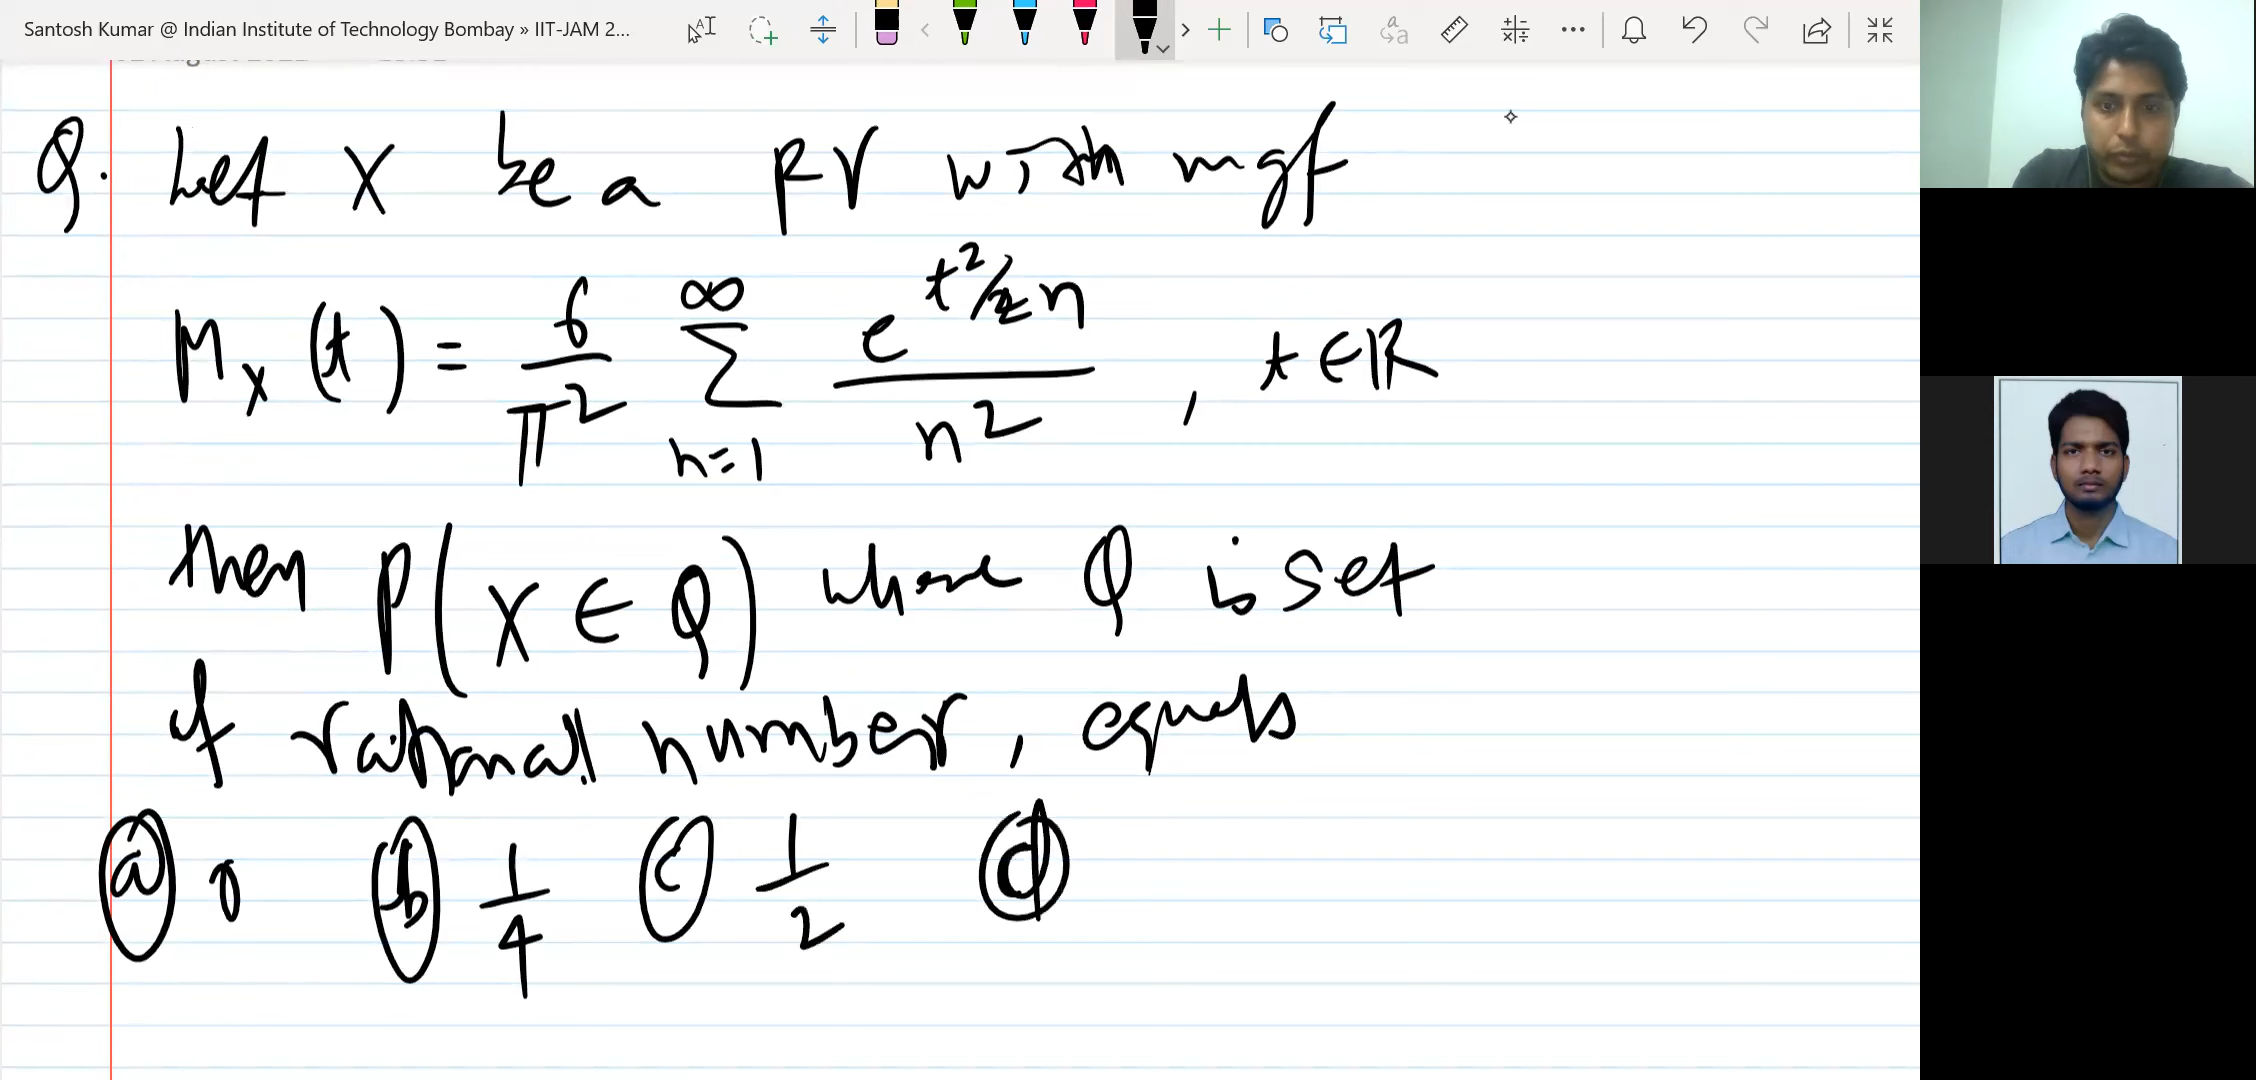 Santosh Kumar @ Indian Institute of Technology Bombay » IIT-JAM 2...
Q. Let X be a RV with mgf
M_X(t) = 6/π² ∑_{n=1}^{∞} e^{t²/2n}/n² , t ∈ ℝ
then P(X ∈ Q) where Q is set
of rational number, equals
(a) 0 (b) 1/4 (c) 1/2 (d)